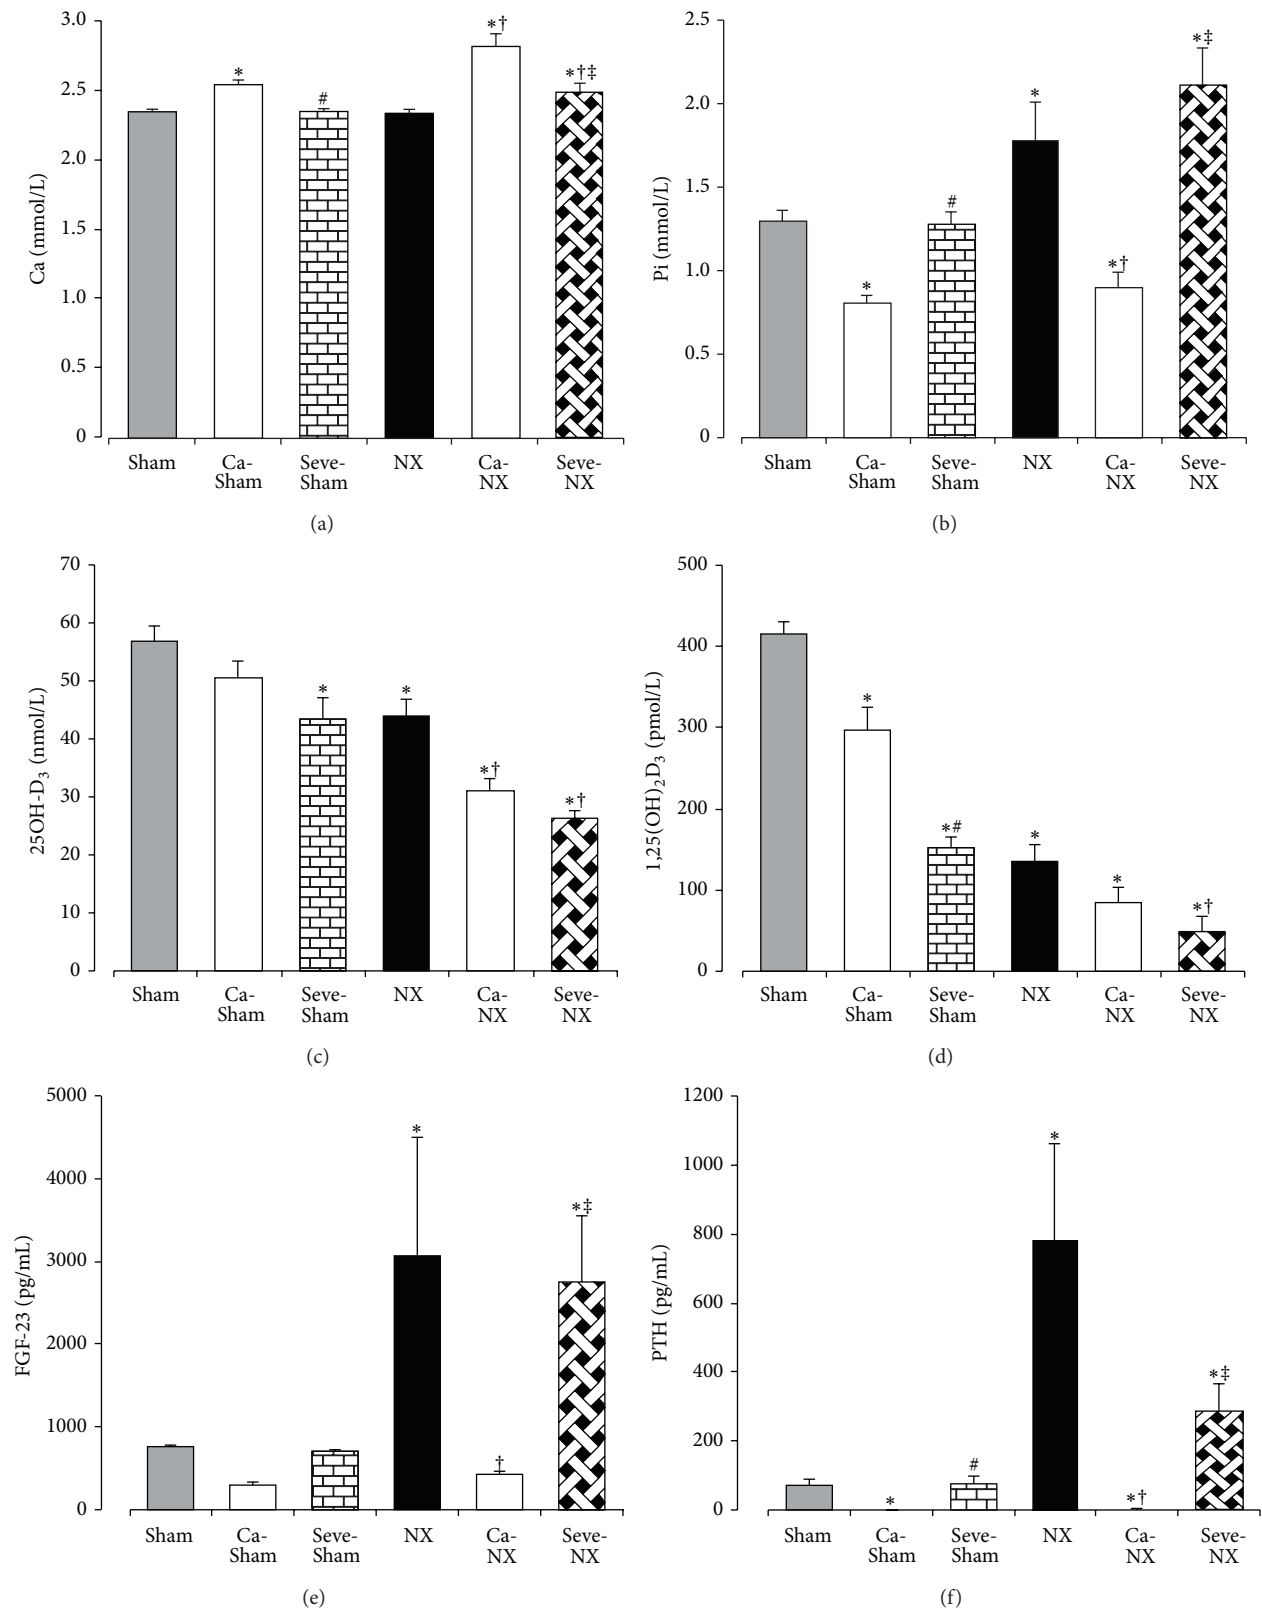 3.0
2.5
2.0
1.5
1.0
0.5
0
Ca (mmol/L)
*
#
*†
*†‡
Sham
Ca-
Sham
Seve-
Sham
NX
Ca-
NX
Seve-
NX
(a)
2.5
2.0
1.5
1.0
0.5
0
Pi (mmol/L)
*
#
*
*†
*‡
Sham
Ca-
Sham
Seve-
Sham
NX
Ca-
NX
Seve-
NX
(b)
70
60
50
40
30
20
10
0
25OH-D₃ (nmol/L)
*
*
*†
*†
Sham
Ca-
Sham
Seve-
Sham
NX
Ca-
NX
Seve-
NX
(c)
500
400
300
200
100
0
1,25(OH)₂D₃ (pmol/L)
*
*#
*
*
*†
Sham
Ca-
Sham
Seve-
Sham
NX
Ca-
NX
Seve-
NX
(d)
5000
4000
3000
2000
1000
0
FGF-23 (pg/mL)
*
†
*‡
Sham
Ca-
Sham
Seve-
Sham
NX
Ca-
NX
Seve-
NX
(e)
1200
1000
800
600
400
200
0
PTH (pg/mL)
*
#
*
*†
*‡
Sham
Ca-
Sham
Seve-
Sham
NX
Ca-
NX
Seve-
NX
(f)